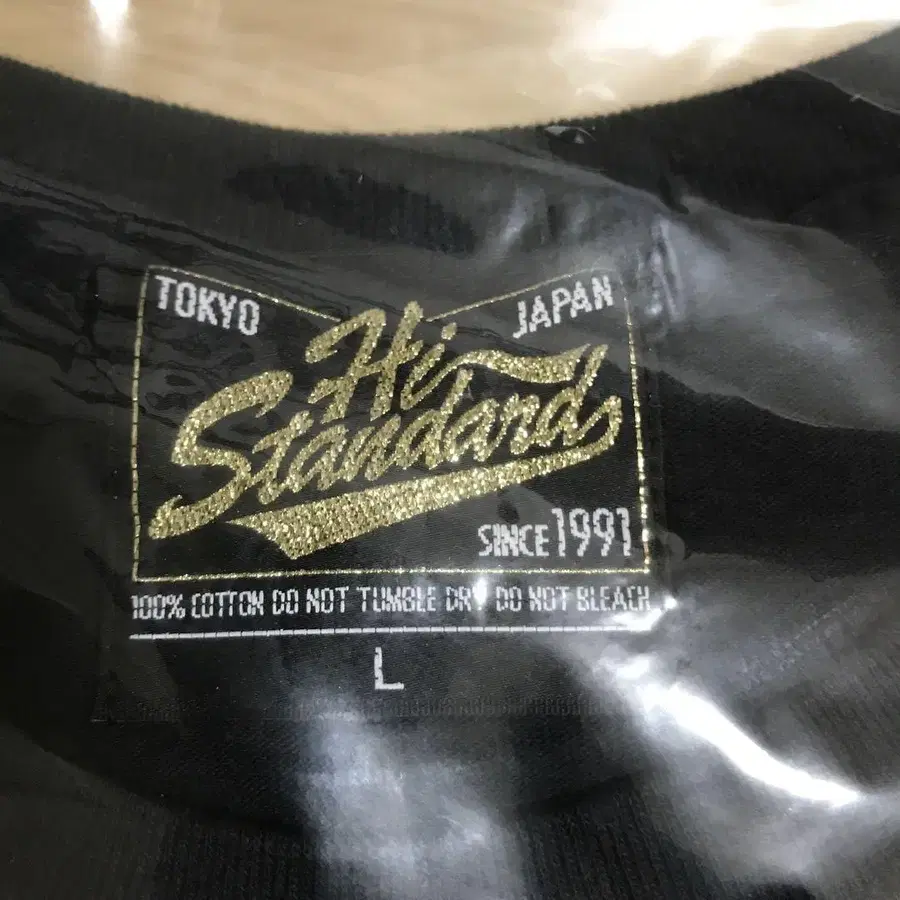 TOKYO
JAPAN
Hi
Standard
SINCE 1991
100% COTTON DO NOT TUMBLE DRY DO NOT BLEACH
L